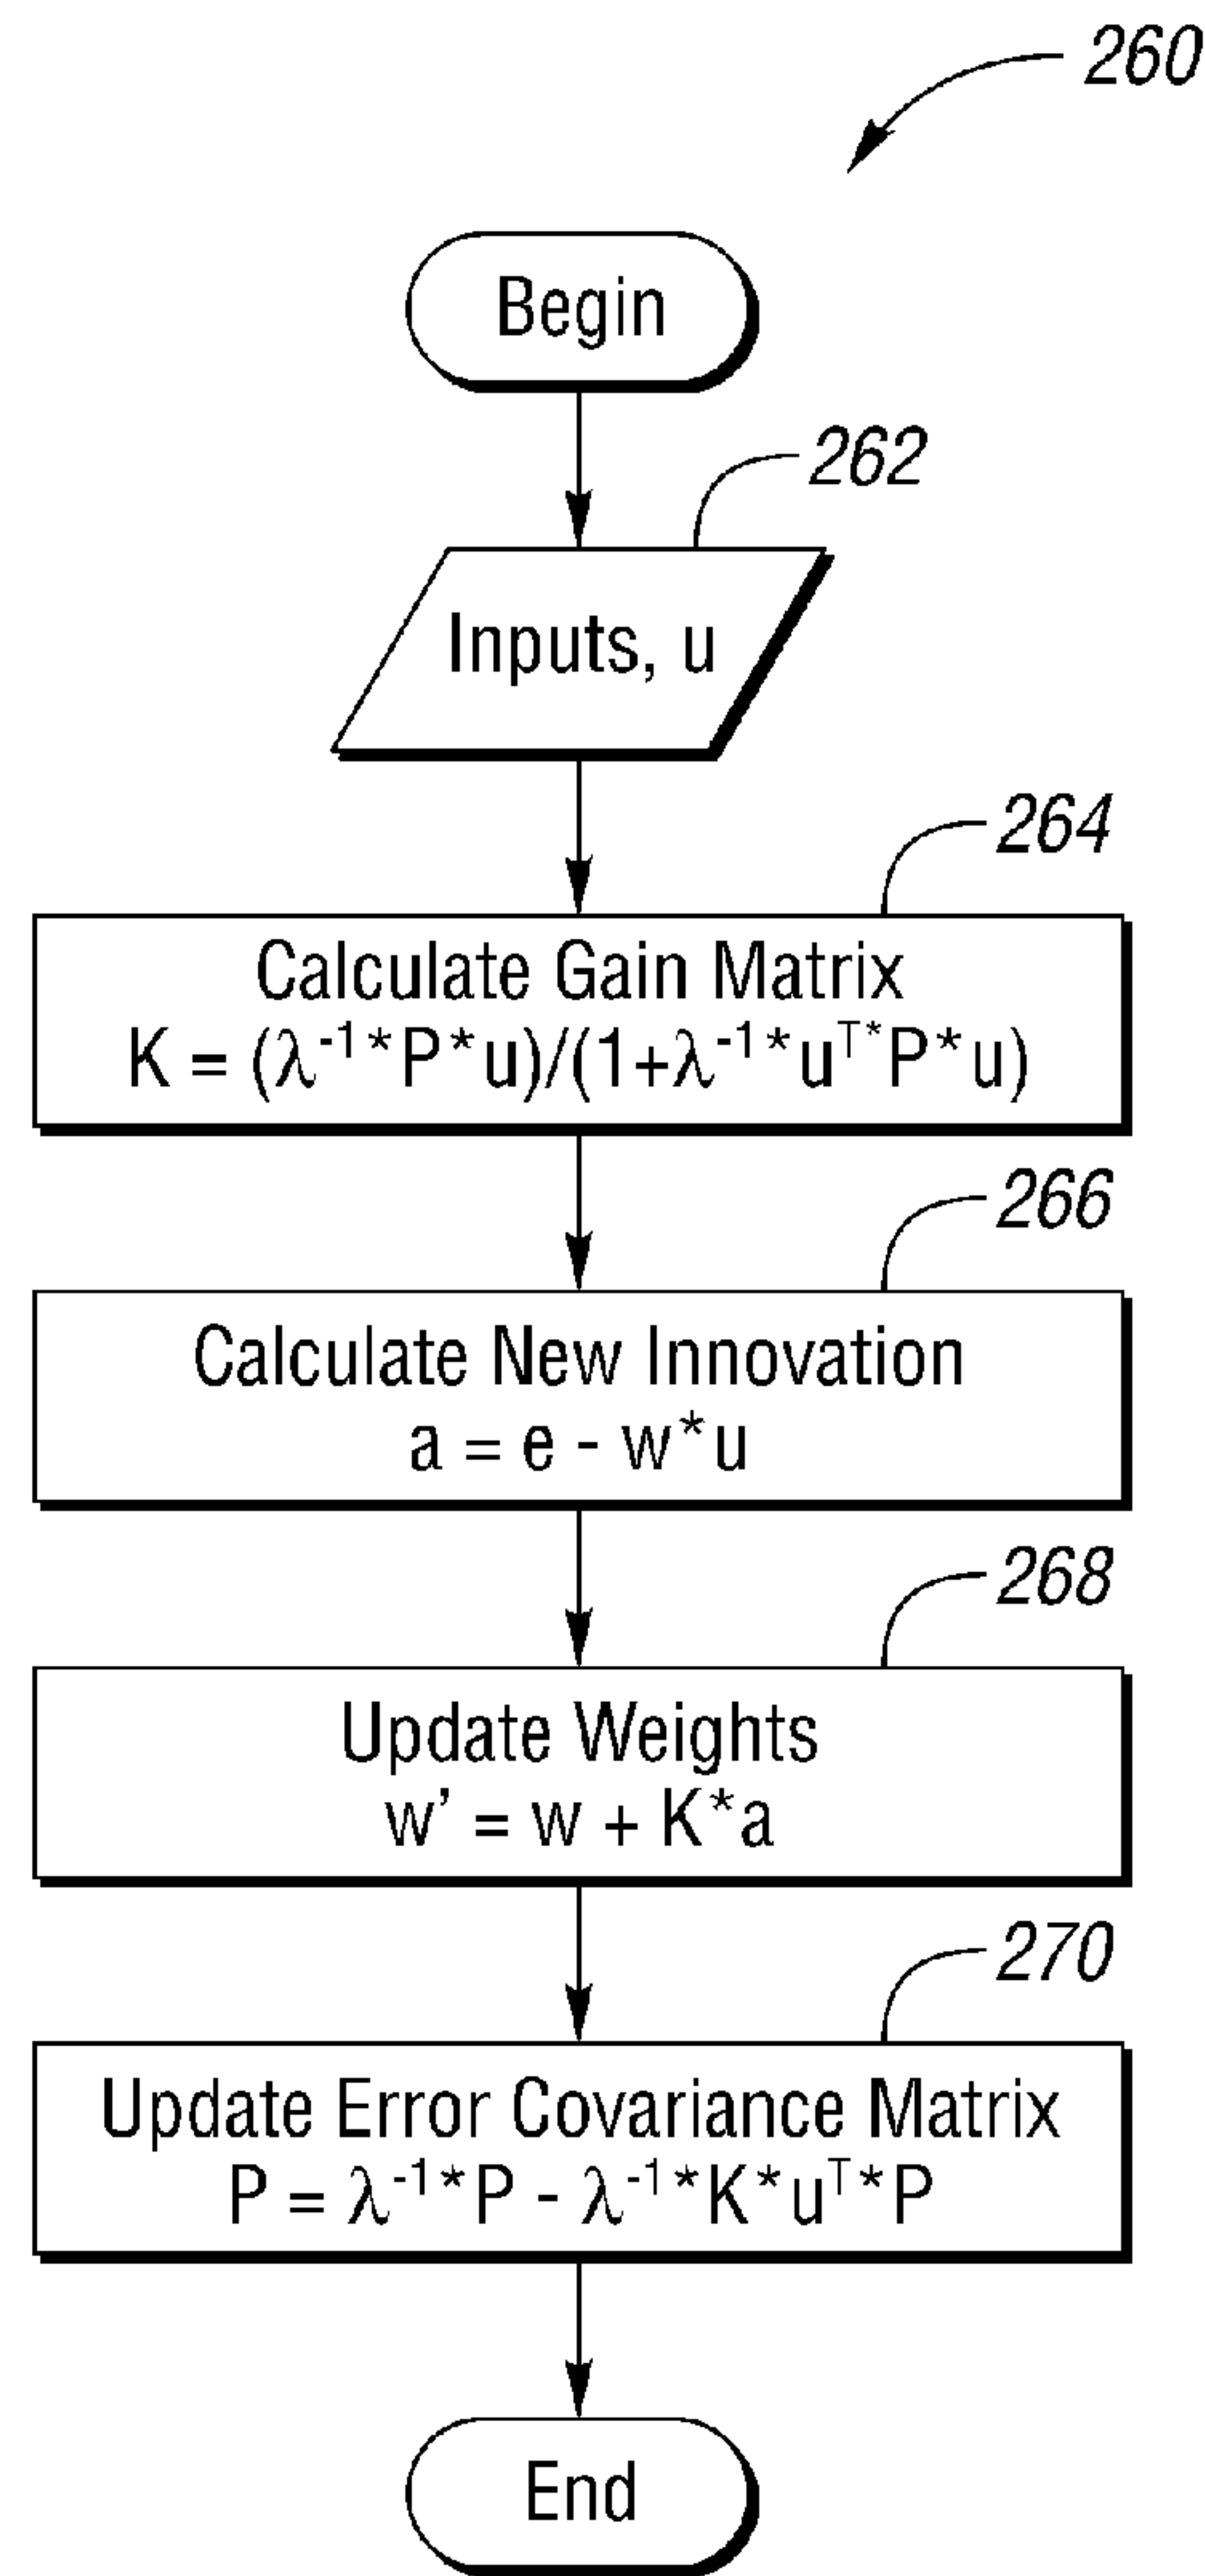 260
Begin
262
Inputs, u
264
Calculate Gain Matrix
K = (λ⁻¹*P*u)/(1+λ⁻¹*uᵀ*P*u)
266
Calculate New Innovation
a = e - w*u
268
Update Weights
w’ = w + K*a
270
Update Error Covariance Matrix
P = λ⁻¹*P - λ⁻¹*K*uᵀ*P
End